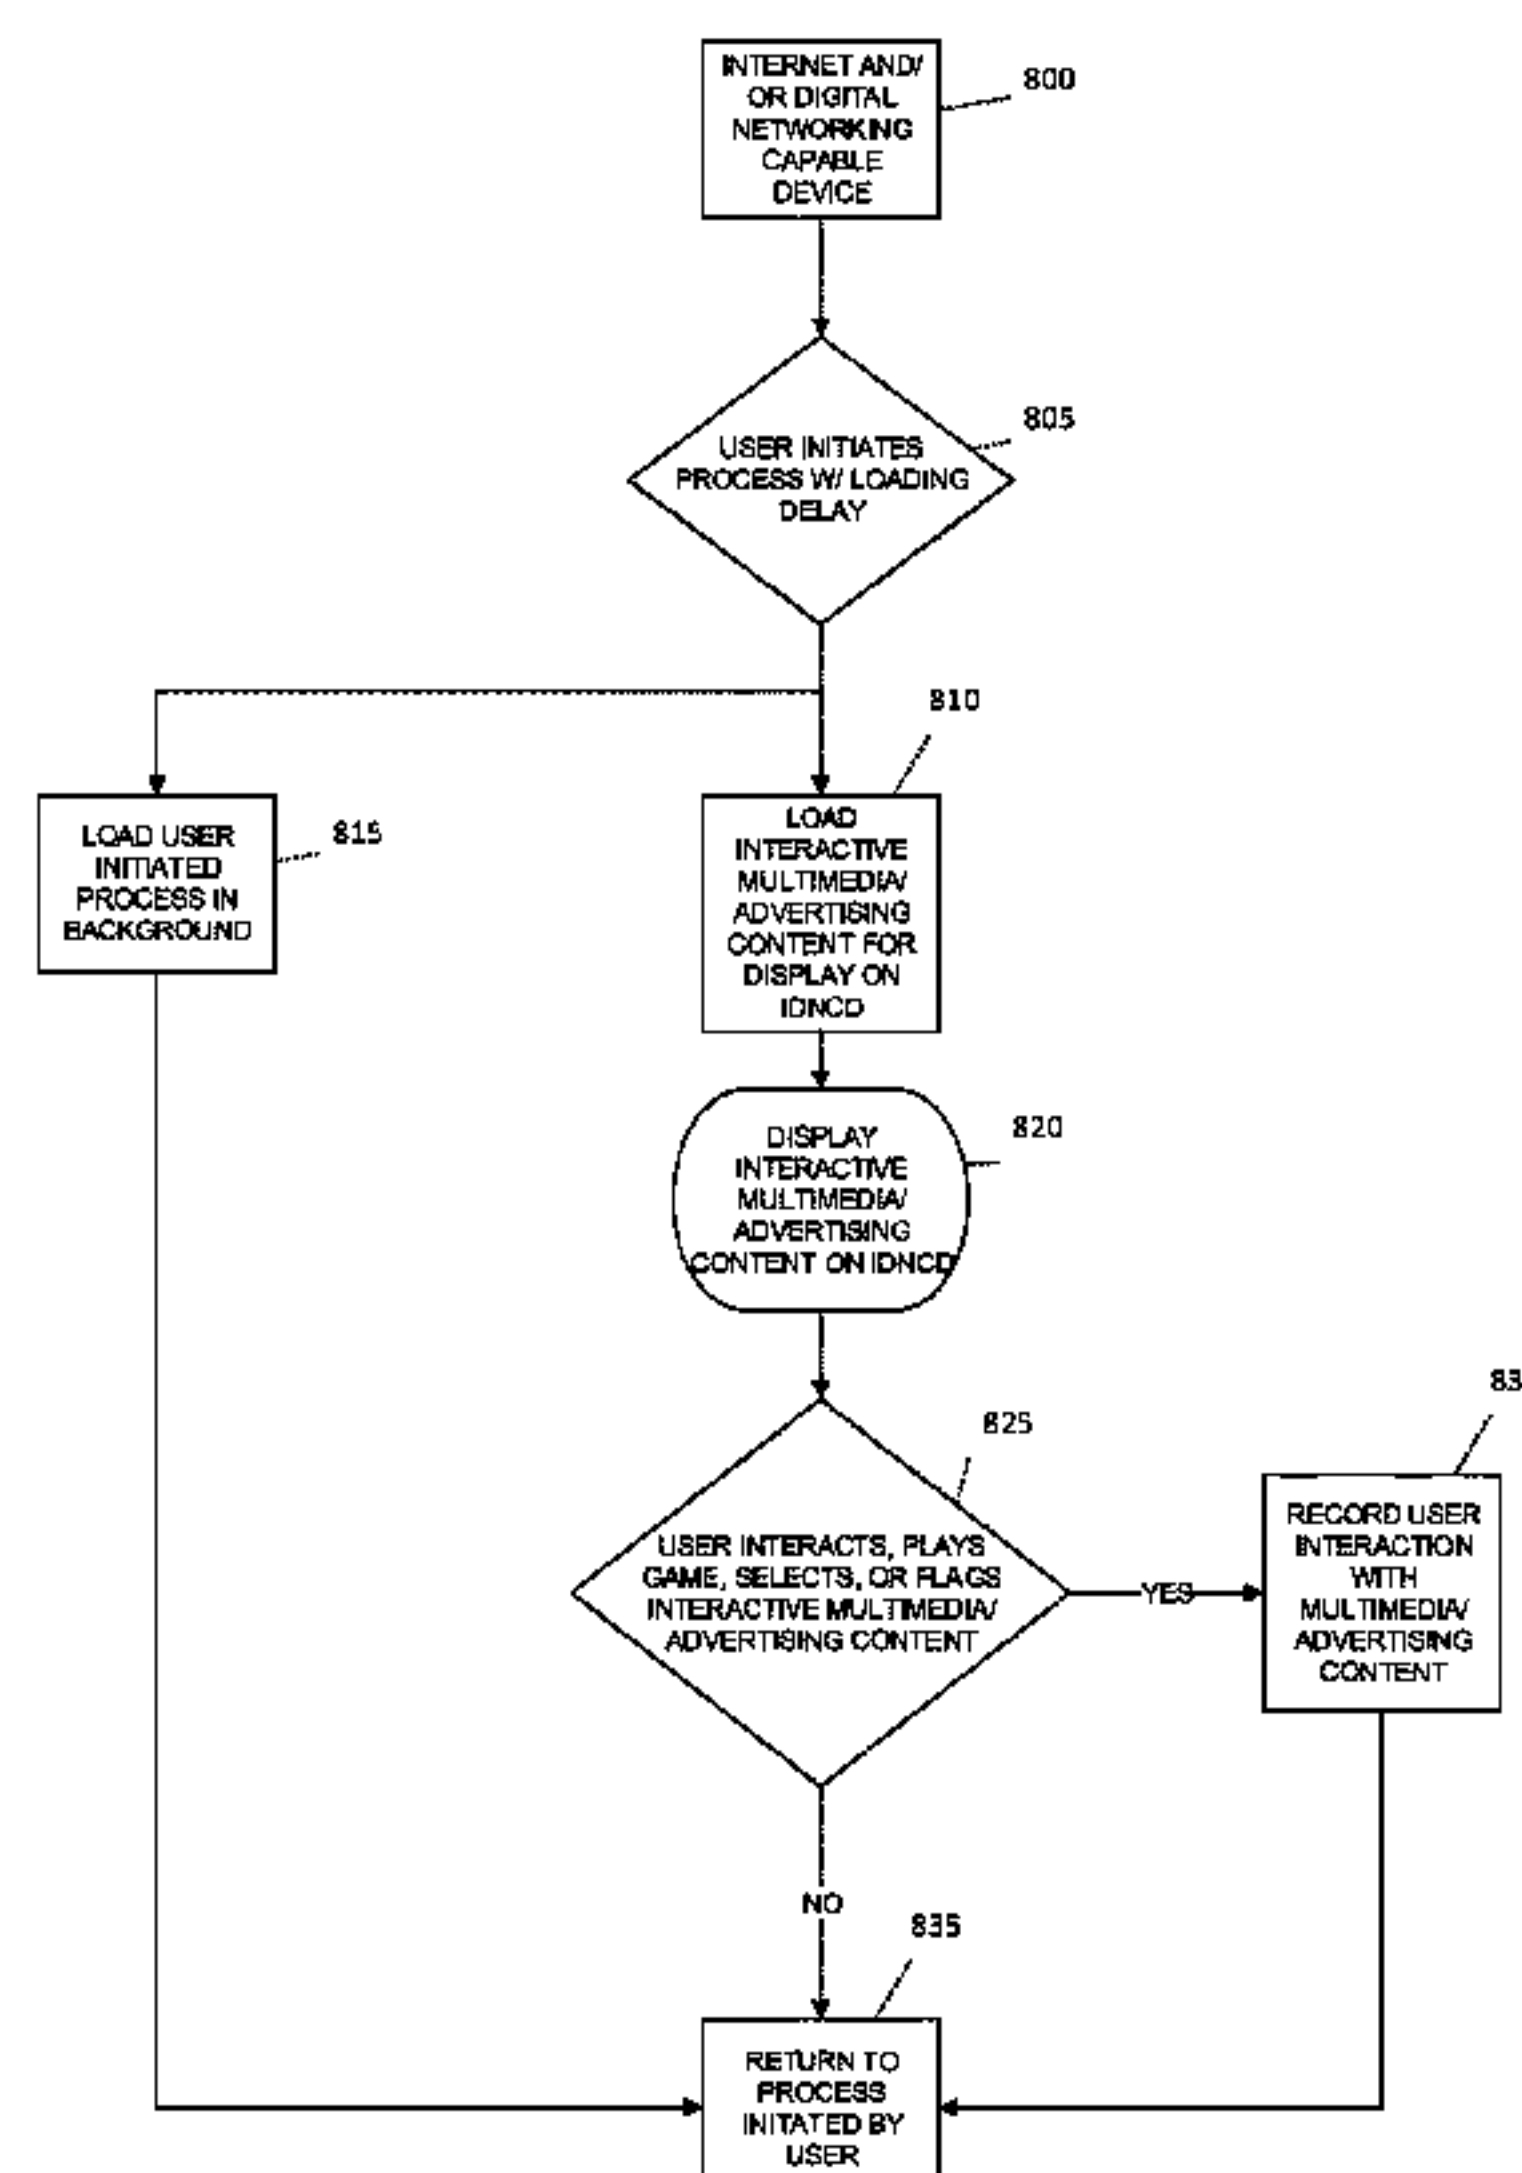 INTERNET AND/
OR DIGITAL
NETWORKING
CAPABLE
DEVICE
800
USER INITIATES
PROCESS W/ LOADING
DELAY
805
810
LOAD USER
INITIATED
PROCESS IN
BACKGROUND
815
LOAD
INTERACTIVE
MULTIMEDIA/
ADVERTISING
CONTENT FOR
DISPLAY ON
IDNCD
DISPLAY
INTERACTIVE
MULTIMEDIA/
ADVERTISING
CONTENT ON IDNCD
820
825
USER INTERACTS, PLAYS
GAME, SELECTS, OR FLAGS
INTERACTIVE MULTIMEDIA/
ADVERTISING CONTENT
YES
83
RECORD USER
INTERACTION
WITH
MULTIMEDIA/
ADVERTISING
CONTENT
NO
835
RETURN TO
PROCESS
INITATED BY
USER